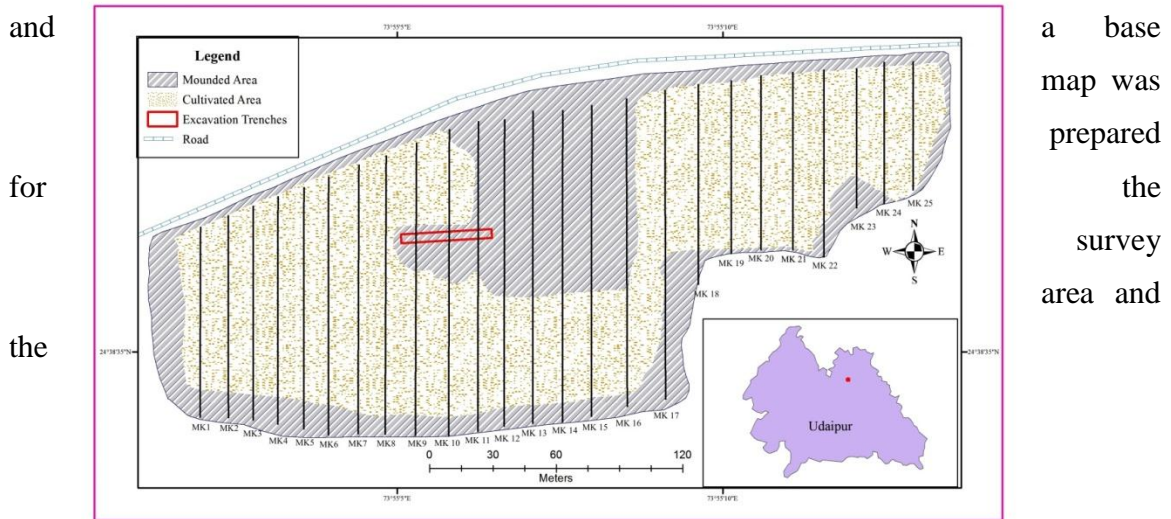 and a base
map was
prepared
for the
survey
area and
the
73°55'5"E 73°55'10"E
Legend
Mounded Area
Cultivated Area
Excavation Trenches
Road
N
W E
S
24°38'35"N 24°38'35"N
MK1 MK2 MK3 MK4 MK5 MK6 MK7 MK8 MK9 MK 10 MK 11 MK 12 MK 13 MK 14 MK 15 MK 16 MK 17 MK 18 MK 19 MK 20 MK 21 MK 22 MK 23 MK 24 MK 25
Udaipur
0 30 60 120
Meters
73°55'5"E 73°55'10"E